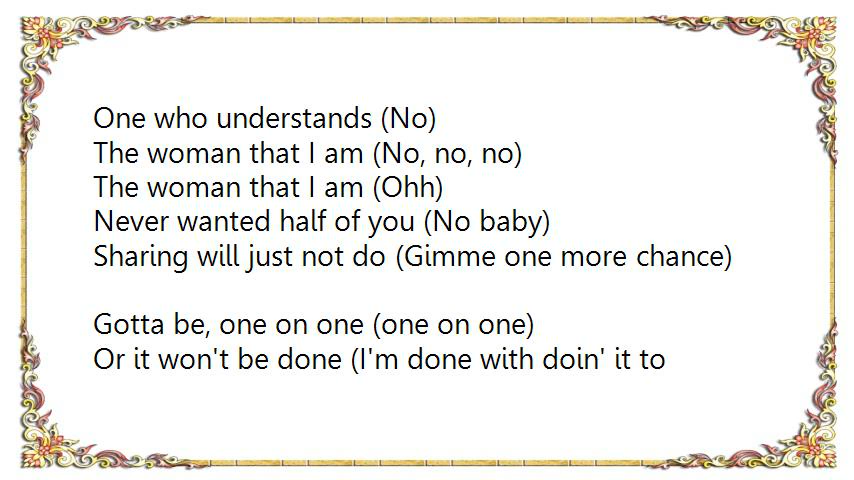 One who understands (No)
The woman that I am (No, no, no)
The woman that I am (Ohh)
Never wanted half of you (No baby)
Sharing will just not do (Gimme one more chance)
Gotta be, one on one (one on one)
Or it won't be done (I'm done with doin' it to